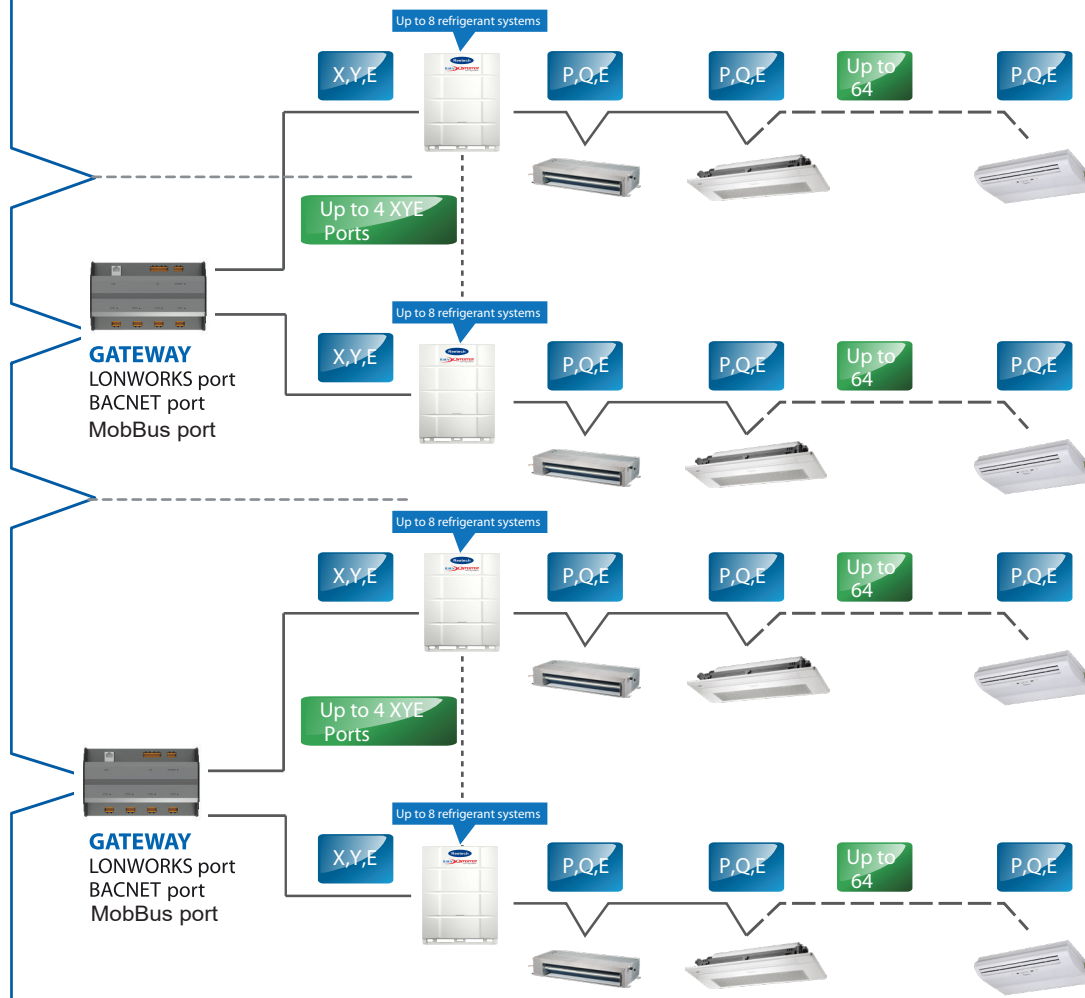 Up to 8 refrigerant systems
X,Y,E
P,Q,E
P,Q,E
Up to
64
P,Q,E
Up to 4 XYE
Ports
Up to 8 refrigerant systems
GATEWAY
LONWORKS port
BACNET port
MobBus port
X,Y,E
P,Q,E
P,Q,E
Up to
64
P,Q,E
Up to 8 refrigerant systems
X,Y,E
P,Q,E
P,Q,E
Up to
64
P,Q,E
Up to 4 XYE
Ports
Up to 8 refrigerant systems
GATEWAY
LONWORKS port
BACNET port
MobBus port
X,Y,E
P,Q,E
P,Q,E
Up to
64
P,Q,E